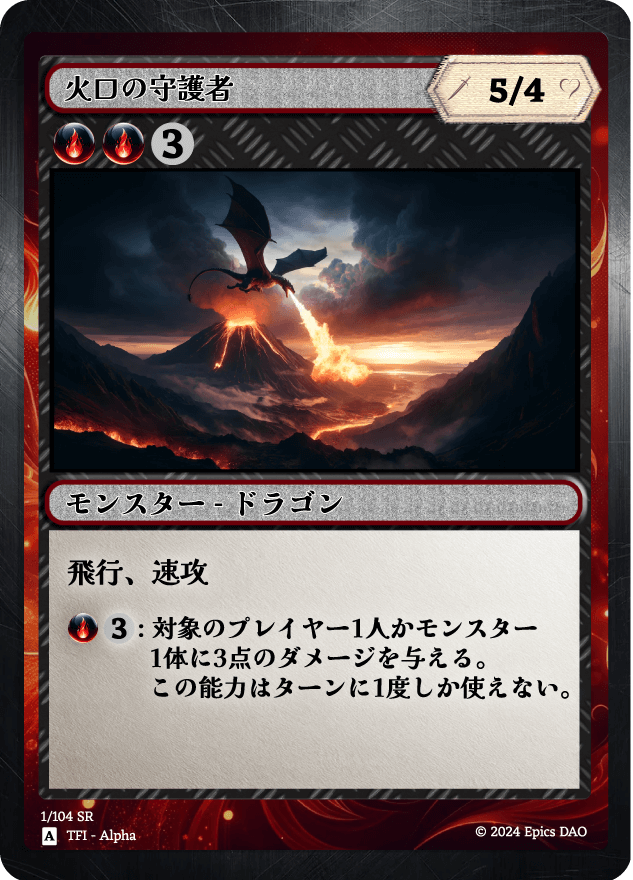 火口の守護者
5/4
3
モンスター - ドラゴン
飛行、速攻
3 : 対象のプレイヤー1人かモンスター
1体に3点のダメージを与える。
この能力はターンに1度しか使えない。
1/104 SR
A TFI - Alpha
© 2024 Epics DAO